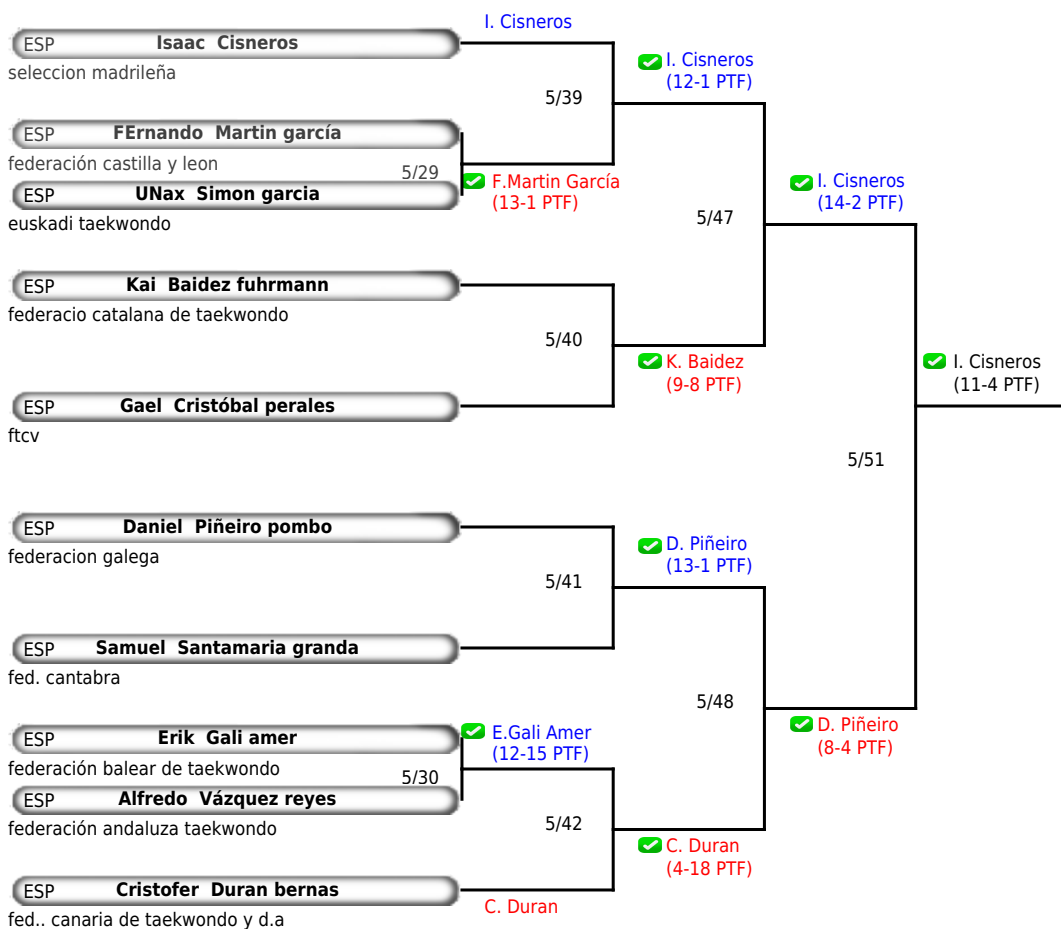 I. Cisneros
ESP Isaac Cisneros
seleccion madrileña
I. Cisneros
(12-1 PTF)
5/39
ESP FErnando Martin garcía
federación castilla y leon
5/29
F.Martin García
(13-1 PTF)
ESP UNax Simon garcia
euskadi taekwondo
I. Cisneros
(14-2 PTF)
5/47
ESP Kai Baidez fuhrmann
federacio catalana de taekwondo
5/40
K. Baidez
(9-8 PTF)
I. Cisneros
(11-4 PTF)
ESP Gael Cristóbal perales
ftcv
5/51
ESP Daniel Piñeiro pombo
federacion galega
D. Piñeiro
(13-1 PTF)
5/41
ESP Samuel Santamaria granda
fed. cantabra
5/48
D. Piñeiro
(8-4 PTF)
ESP Erik Gali amer
federación balear de taekwondo
E.Gali Amer
(12-15 PTF)
5/30
ESP Alfredo Vázquez reyes
federación andaluza taekwondo
5/42
C. Duran
(4-18 PTF)
ESP Cristofer Duran bernas
fed.. canaria de taekwondo y d.a
C. Duran